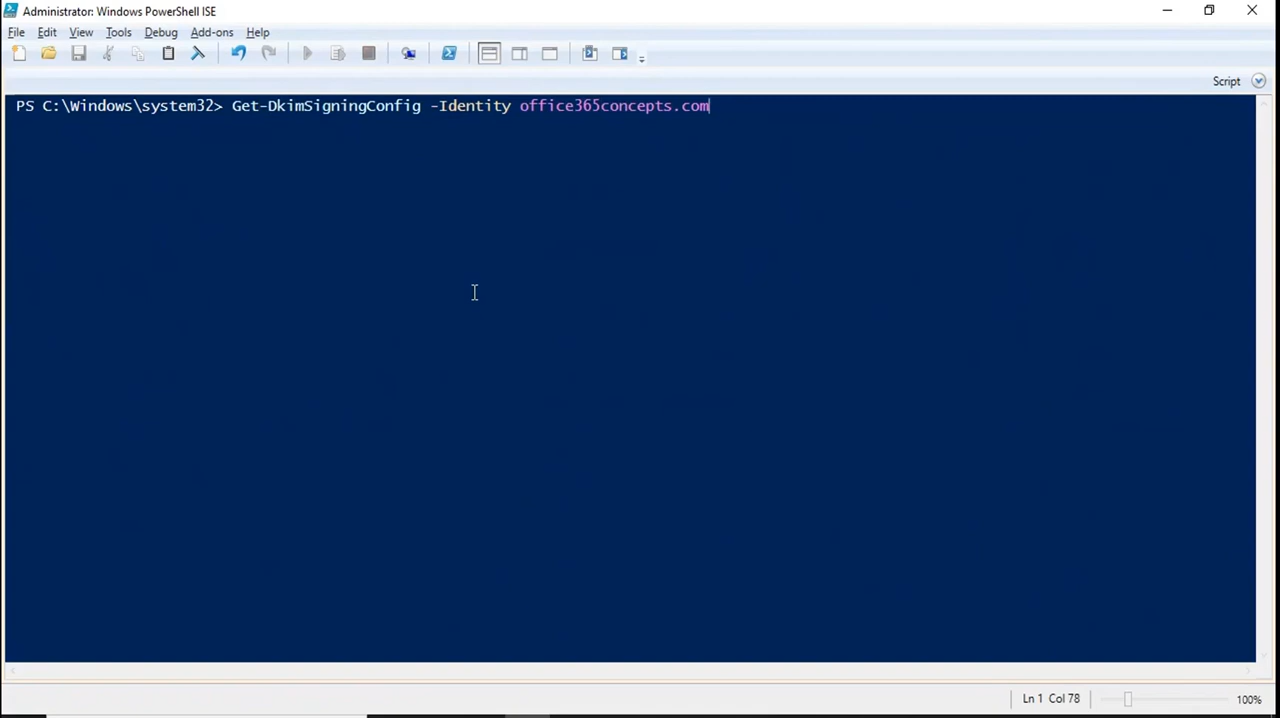 Administrator: Windows PowerShell ISE
File Edit View Tools Debug Add-ons Help
Script
PS C:\Windows\system32> Get-DkimSigningConfig -Identity office365concepts.com
Ln 1 Col 78
100%